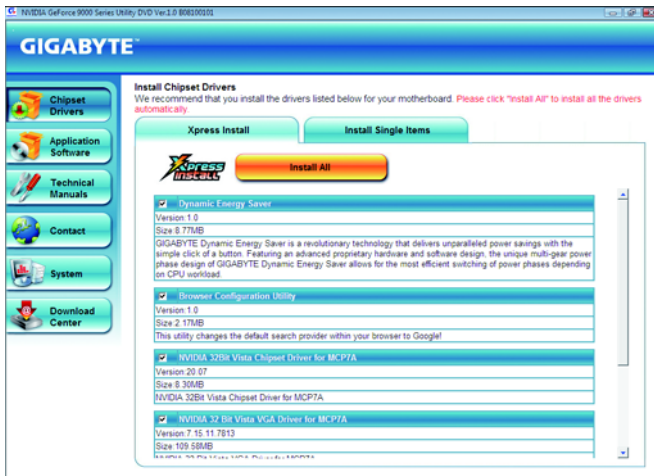 NVIDIA GeForce 9000 Series Utility DVD Ver.1.0 B08100101
GIGABYTE™
Chipset
Drivers
Application
Software
Technical
Manuals
Contact
System
Download
Center
Install Chipset Drivers
We recommend that you install the drivers listed below for your motherboard. Please click "Install All" to install all the drivers
automatically.
Xpress Install
Install Single Items
Xpress
INSTALL
Install All
Dynamic Energy Saver
Version:1.0
Size:8.77MB
GIGABYTE Dynamic Energy Saver is a revolutionary technology that delivers unparalleled power savings with the
simple click of a button. Featuring an advanced proprietary hardware and software design, the unique multi-gear power
phase design of GIGABYTE Dynamic Energy Saver allows for the most efficient switching of power phases depending
on CPU workload.
Browser Configuration Utility
Version:1.0
Size:2.17MB
This utility changes the default search provider within your browser to Google!
NVIDIA 32Bit Vista Chipset Driver for MCP7A
Version:20.07
Size:8.30MB
NVIDIA 32Bit Vista Chipset Driver for MCP7A
NVIDIA 32 Bit Vista VGA Driver for MCP7A
Version:7.15.11.7813
Size:109.58MB
NVIDIA 32 Bit Vista VGA Driver for MCP7A